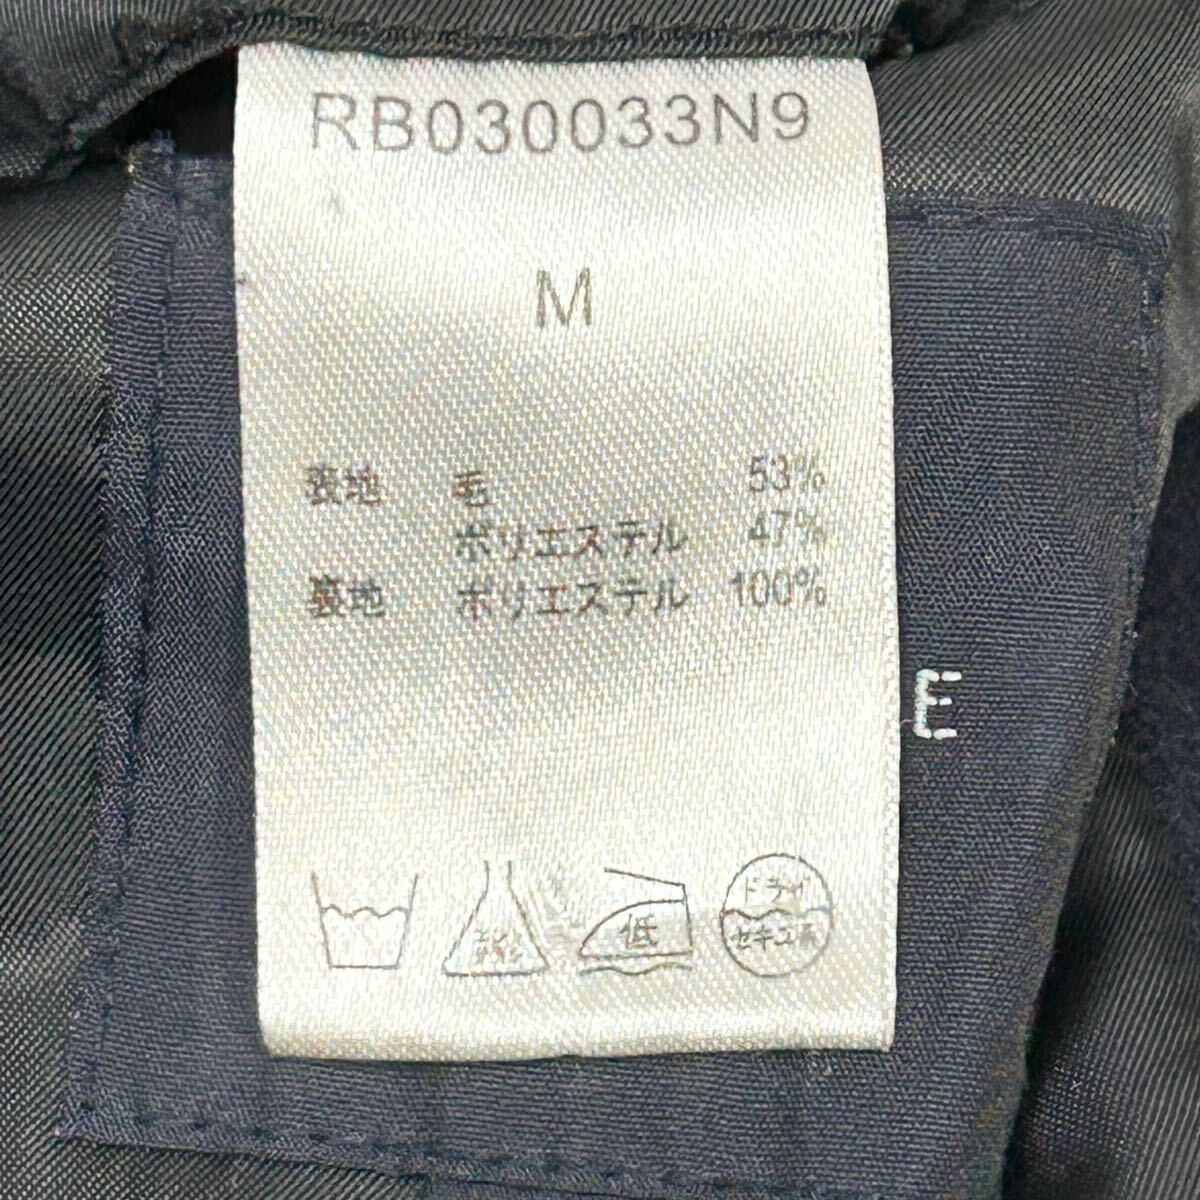 RB030033N9
M
表地 毛 53%
ポリエステル 47%
裏地 ポリエステル 100%
E
低
ドライ
セキユ系